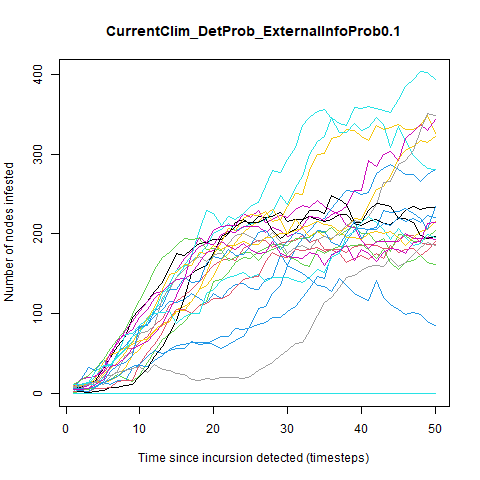 CurrentClim_DetProb_ExternalInfoProb0.1
Number of nodes infested
400
300
200
100
0
0 10 20 30 40 50
Time since incursion detected (timesteps)